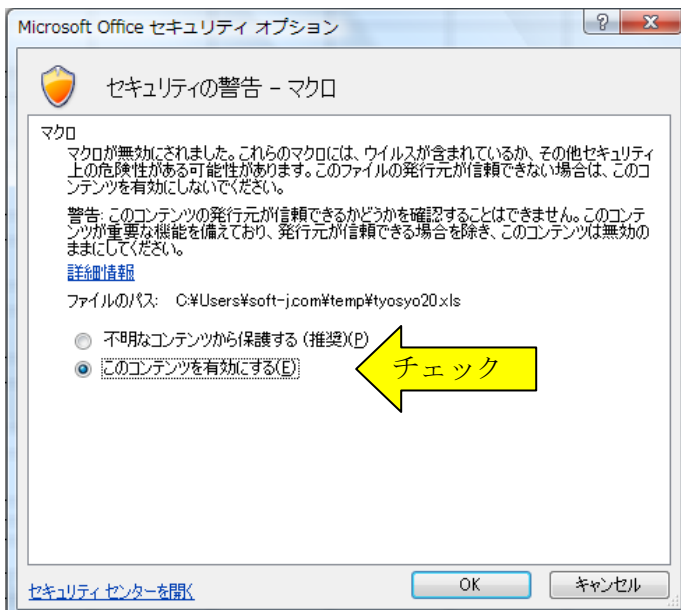 Microsoft Office セキュリティ オプション
セキュリティの警告 - マクロ
マクロ
マクロが無効にされました。これらのマクロには、ウイルスが含まれているか、その他セキュリティ
上の危険性がある可能性があります。このファイルの発行元が信頼できない場合は、このコ
ンテンツを有効にしないでください。
警告: このコンテンツの発行元が信頼できるかどうかを確認することはできません。このコンテ
ンツが重要な機能を備えており、発行元が信頼できる場合を除き、このコンテンツは無効の
ままにしてください。
詳細情報
ファイルのパス: C:¥Users¥soft-j.com¥temp¥tyosyo20.xls
不明なコンテンツから保護する (推奨)(P)
このコンテンツを有効にする(E)
チェック
セキュリティ センターを開く
OK
キャンセル